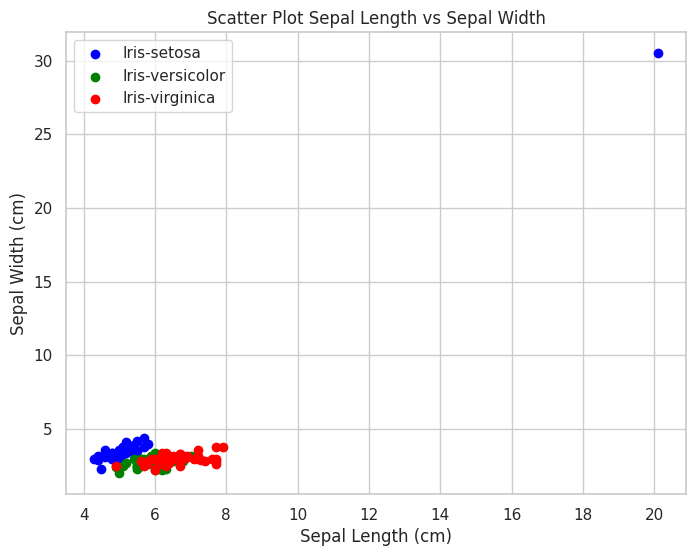 Scatter Plot Sepal Length vs Sepal Width
Iris-setosa
Iris-versicolor
Iris-virginica
30
25
20
15
10
5
Sepal Width (cm)
4 6 8 10 12 14 16 18 20
Sepal Length (cm)